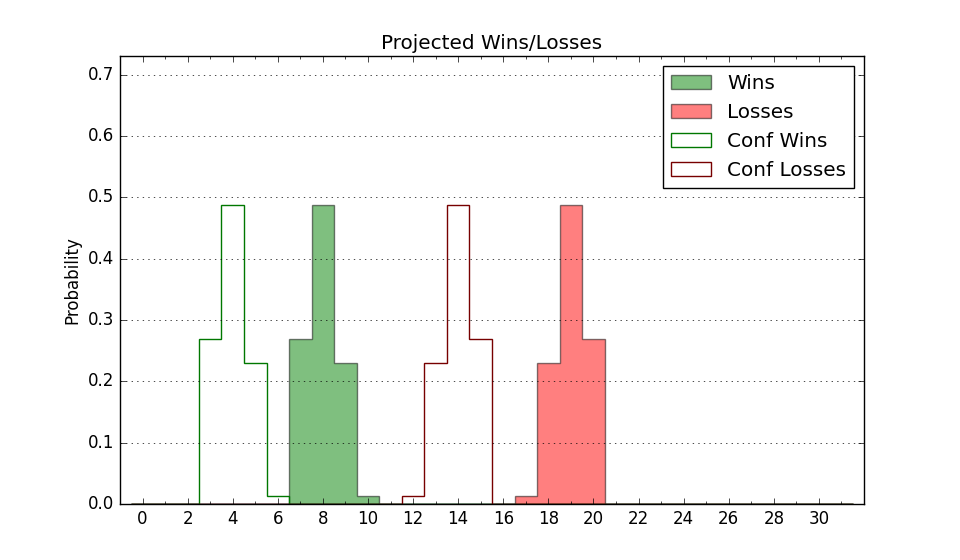 Projected Wins/Losses
0.7
0.6
0.5
0.4
0.3
0.2
0.1
0.0
Probability
Wins
Losses
Conf Wins
Conf Losses
0 2 4 6 8 10 12 14 16 18 20 22 24 26 28 30